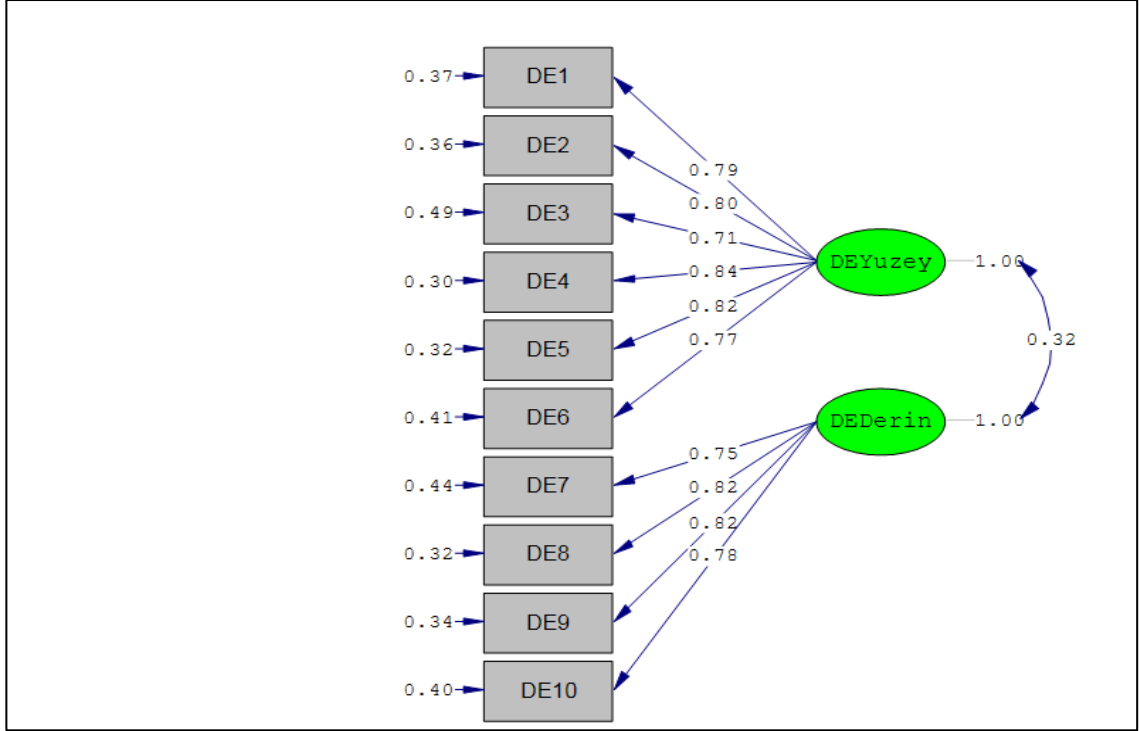 0.37 DE1
0.36 DE2
0.79
0.49 DE3
0.80
0.71
0.30 DE4
0.84
DEYuzey 1.00
0.82
0.32 DE5
0.77
0.32
0.41 DE6
DEDerin 1.00
0.75
0.44 DE7
0.82
0.82
0.32 DE8
0.78
0.34 DE9
0.40 DE10